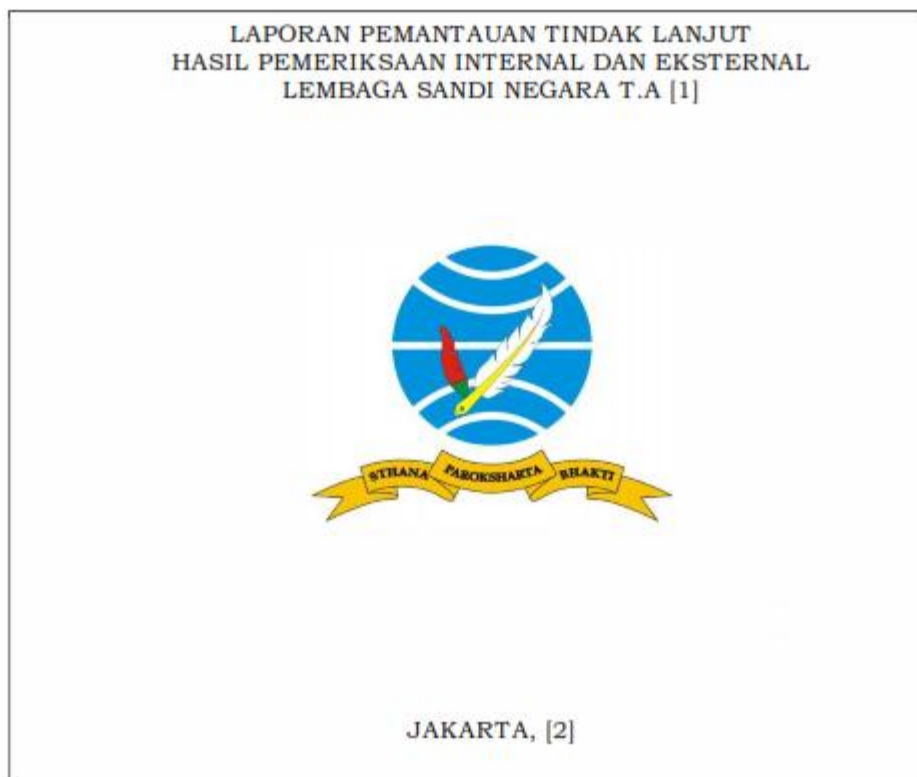 LAPORAN PEMANTAUAN TINDAK LANJUT
HASIL PEMERIKSAAN INTERNAL DAN EKSTERNAL
LEMBAGA SANDI NEGARA T.A [1]
STHANA PAROKSHARTA BHAKTI
JAKARTA, [2]